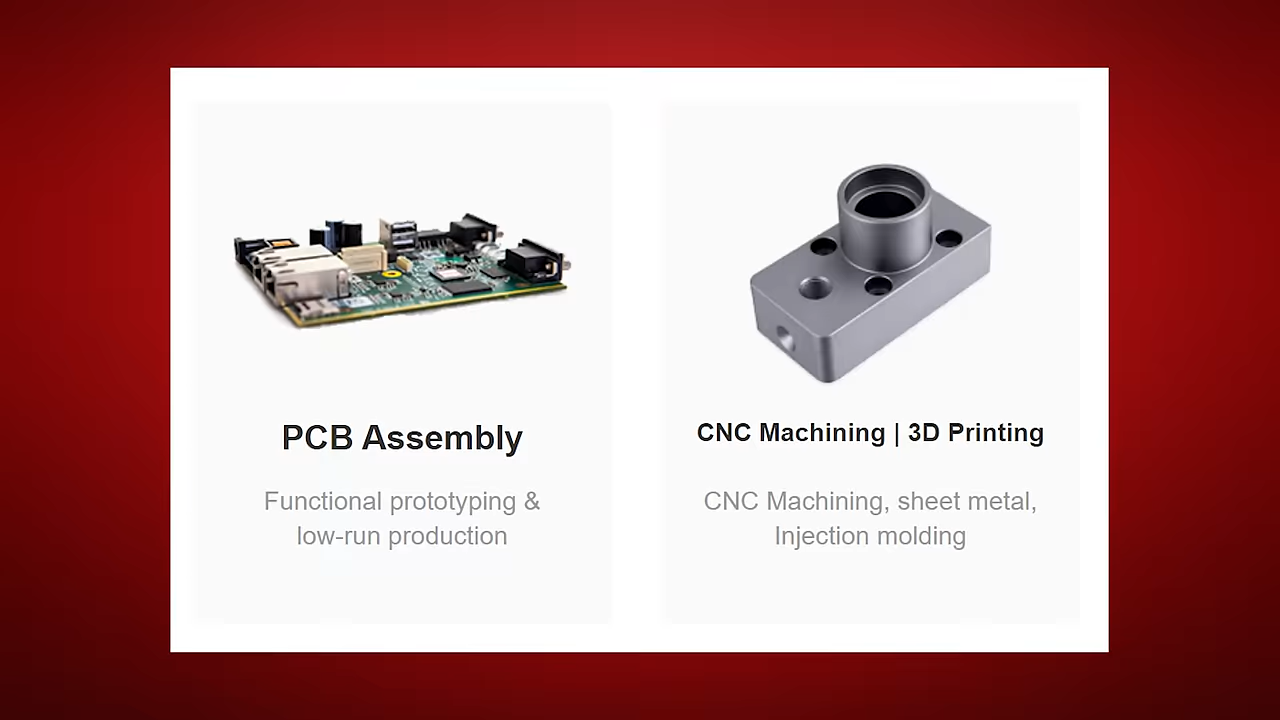 PCB Assembly
Functional prototyping &
low-run production
CNC Machining | 3D Printing
CNC Machining, sheet metal,
Injection molding